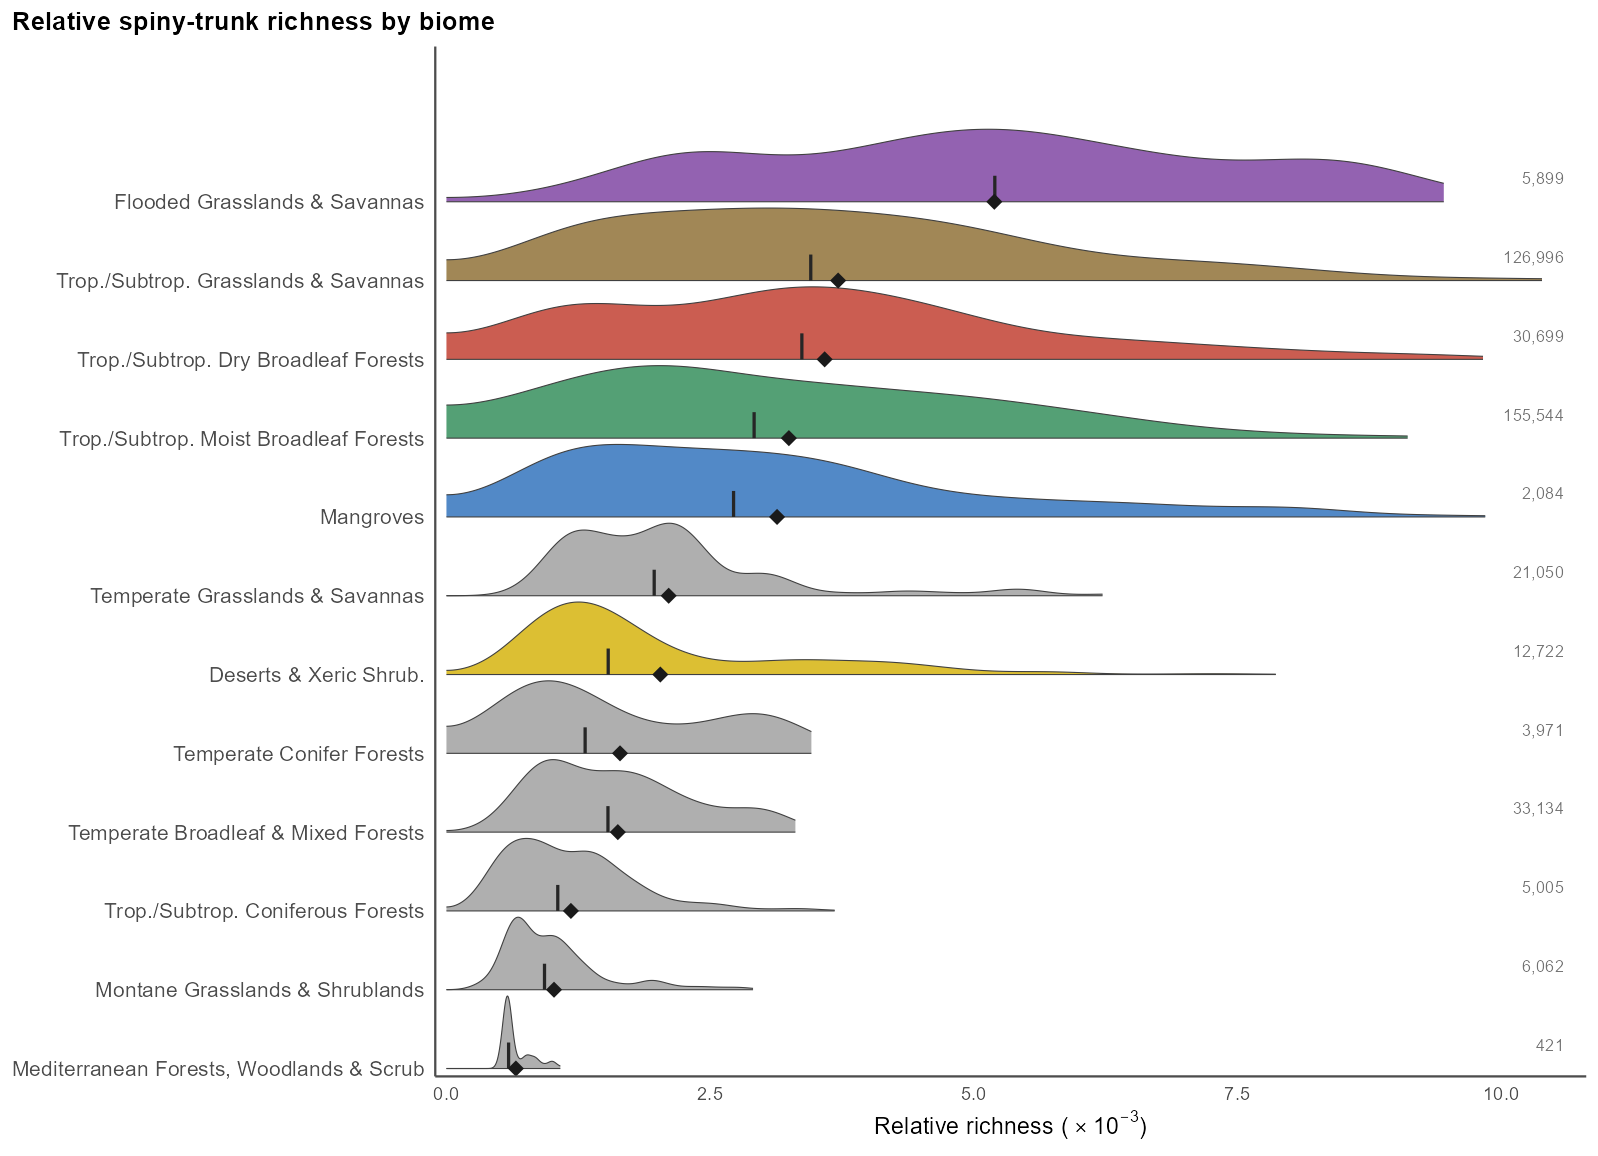 Relative spiny-trunk richness by biome
Flooded Grasslands & Savannas 5,899
Trop./Subtrop. Grasslands & Savannas 126,996
Trop./Subtrop. Dry Broadleaf Forests 30,699
Trop./Subtrop. Moist Broadleaf Forests 155,544
Mangroves 2,084
Temperate Grasslands & Savannas 21,050
Deserts & Xeric Shrub. 12,722
Temperate Conifer Forests 3,971
Temperate Broadleaf & Mixed Forests 33,134
Trop./Subtrop. Coniferous Forests 5,005
Montane Grasslands & Shrublands 6,062
Mediterranean Forests, Woodlands & Scrub 421
0.0 2.5 5.0 7.5 10.0
Relative richness ( × 10⁻³)